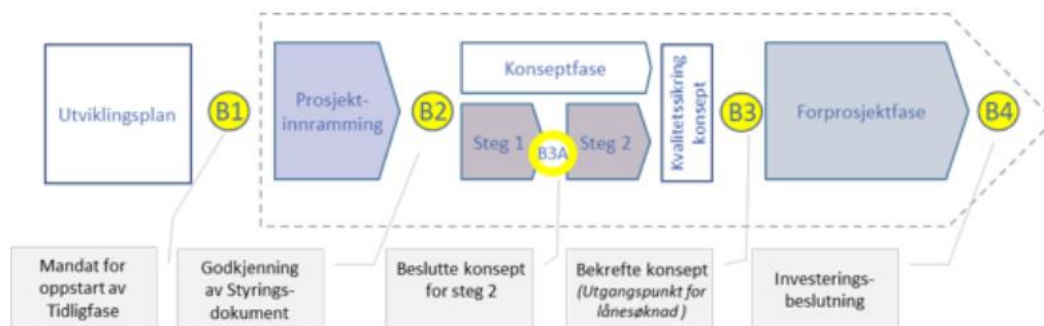 Utviklingsplan
B1
Prosjekt-
innramming
B2
Konseptfase
Steg 1
B3A
Steg 2
Kvalitetssikring
konsept
B3
Forprosjektfase
B4
Mandat for
oppstart av
Tidligfase
Godkjenning
av Styrings-
dokument
Beslutte konsept
for steg 2
Bekrefte konsept
(Utgangspunkt for
lånesøknad )
Investerings-
beslutning